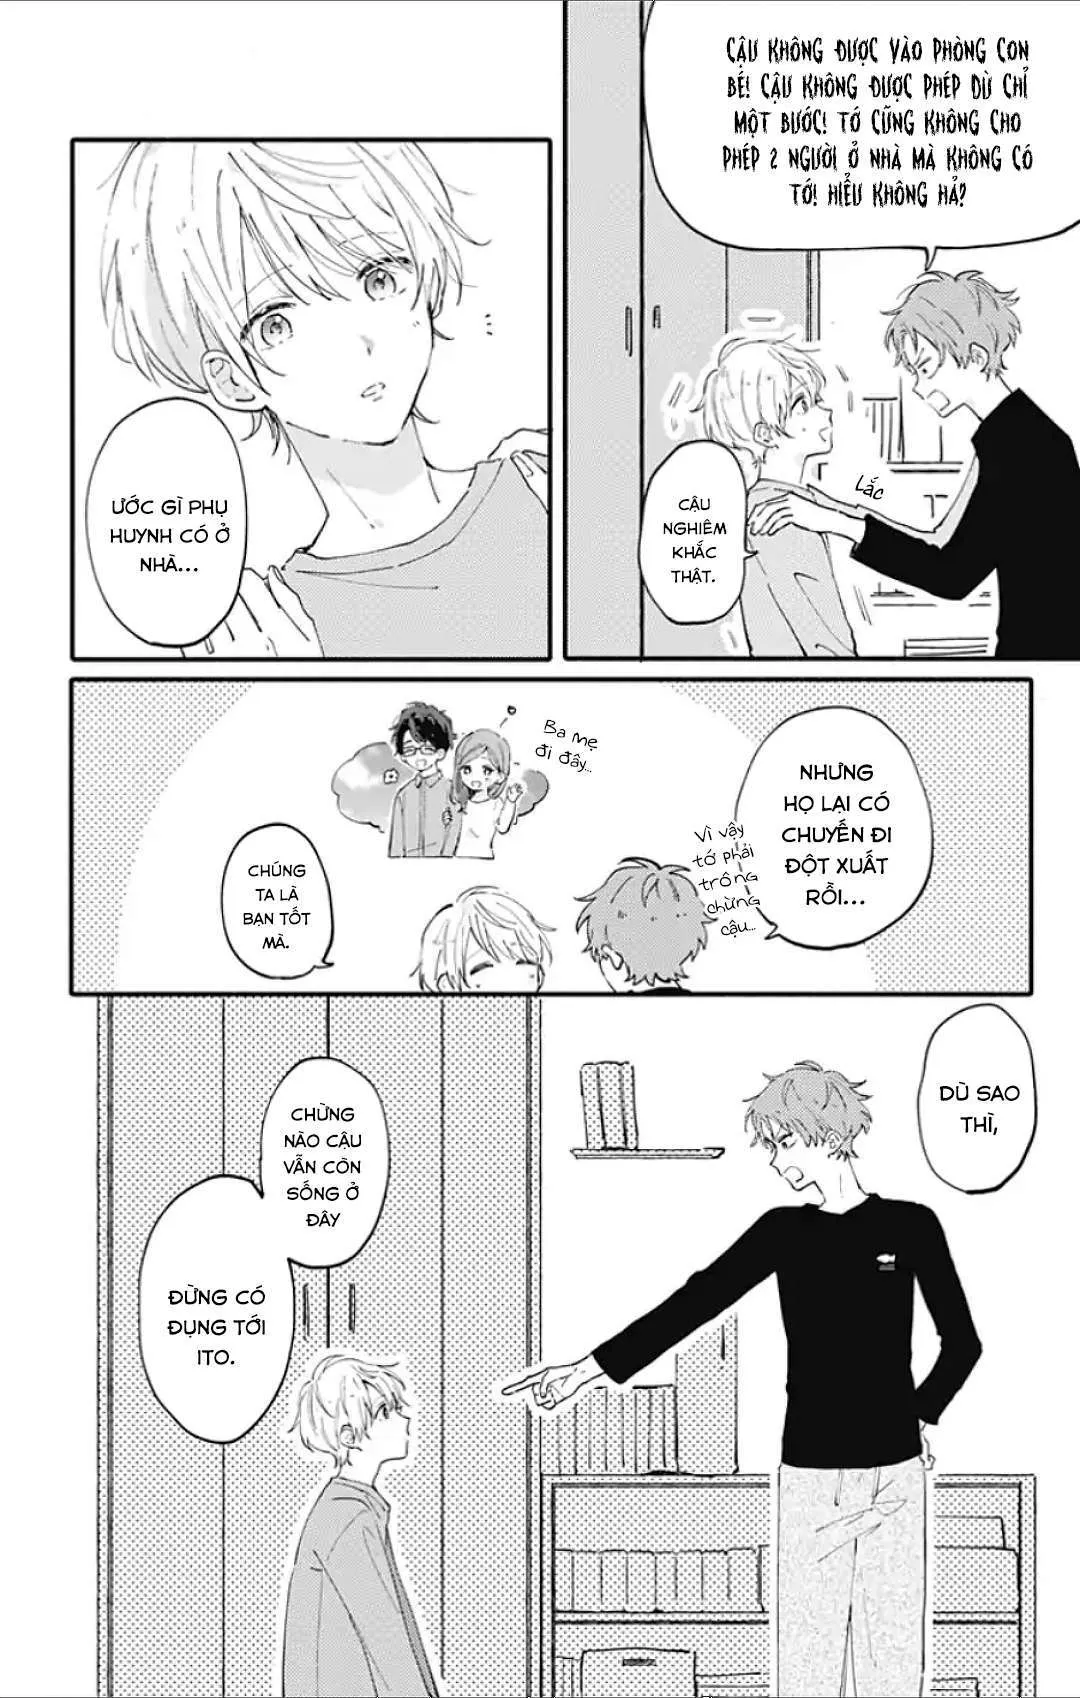 CẬU KHÔNG ĐƯỢC VÀO PHÒNG CON
BÉ! CẬU KHÔNG ĐƯỢC PHÉP DÙ CHỈ
MỘT BƯỚC! TỚ CŨNG KHÔNG CHO
PHÉP 2 NGƯỜI Ở NHÀ MÀ KHÔNG CÓ
TỚ! HIỂU KHÔNG HẢ?
Lắc
CẬU
NGHIÊM
KHẮC
THẬT.
ƯỚC GÌ PHỤ
HUYNH CÓ Ở
NHÀ...
NHƯNG
HỌ LẠI CÓ
CHUYẾN ĐI
ĐỘT XUẤT
RỒI...
Vì vậy
tớ phải
trông
chừng
cậu...
Ba mẹ
đi đây...
CHÚNG
TA LÀ
BẠN TỐT
MÀ.
DÙ SAO
THÌ,
CHỪNG
NÀO CẬU
VẪN CÒN
SỐNG Ở
ĐÂY
ĐỪNG CÓ
ĐỤNG TỚI
ITO.